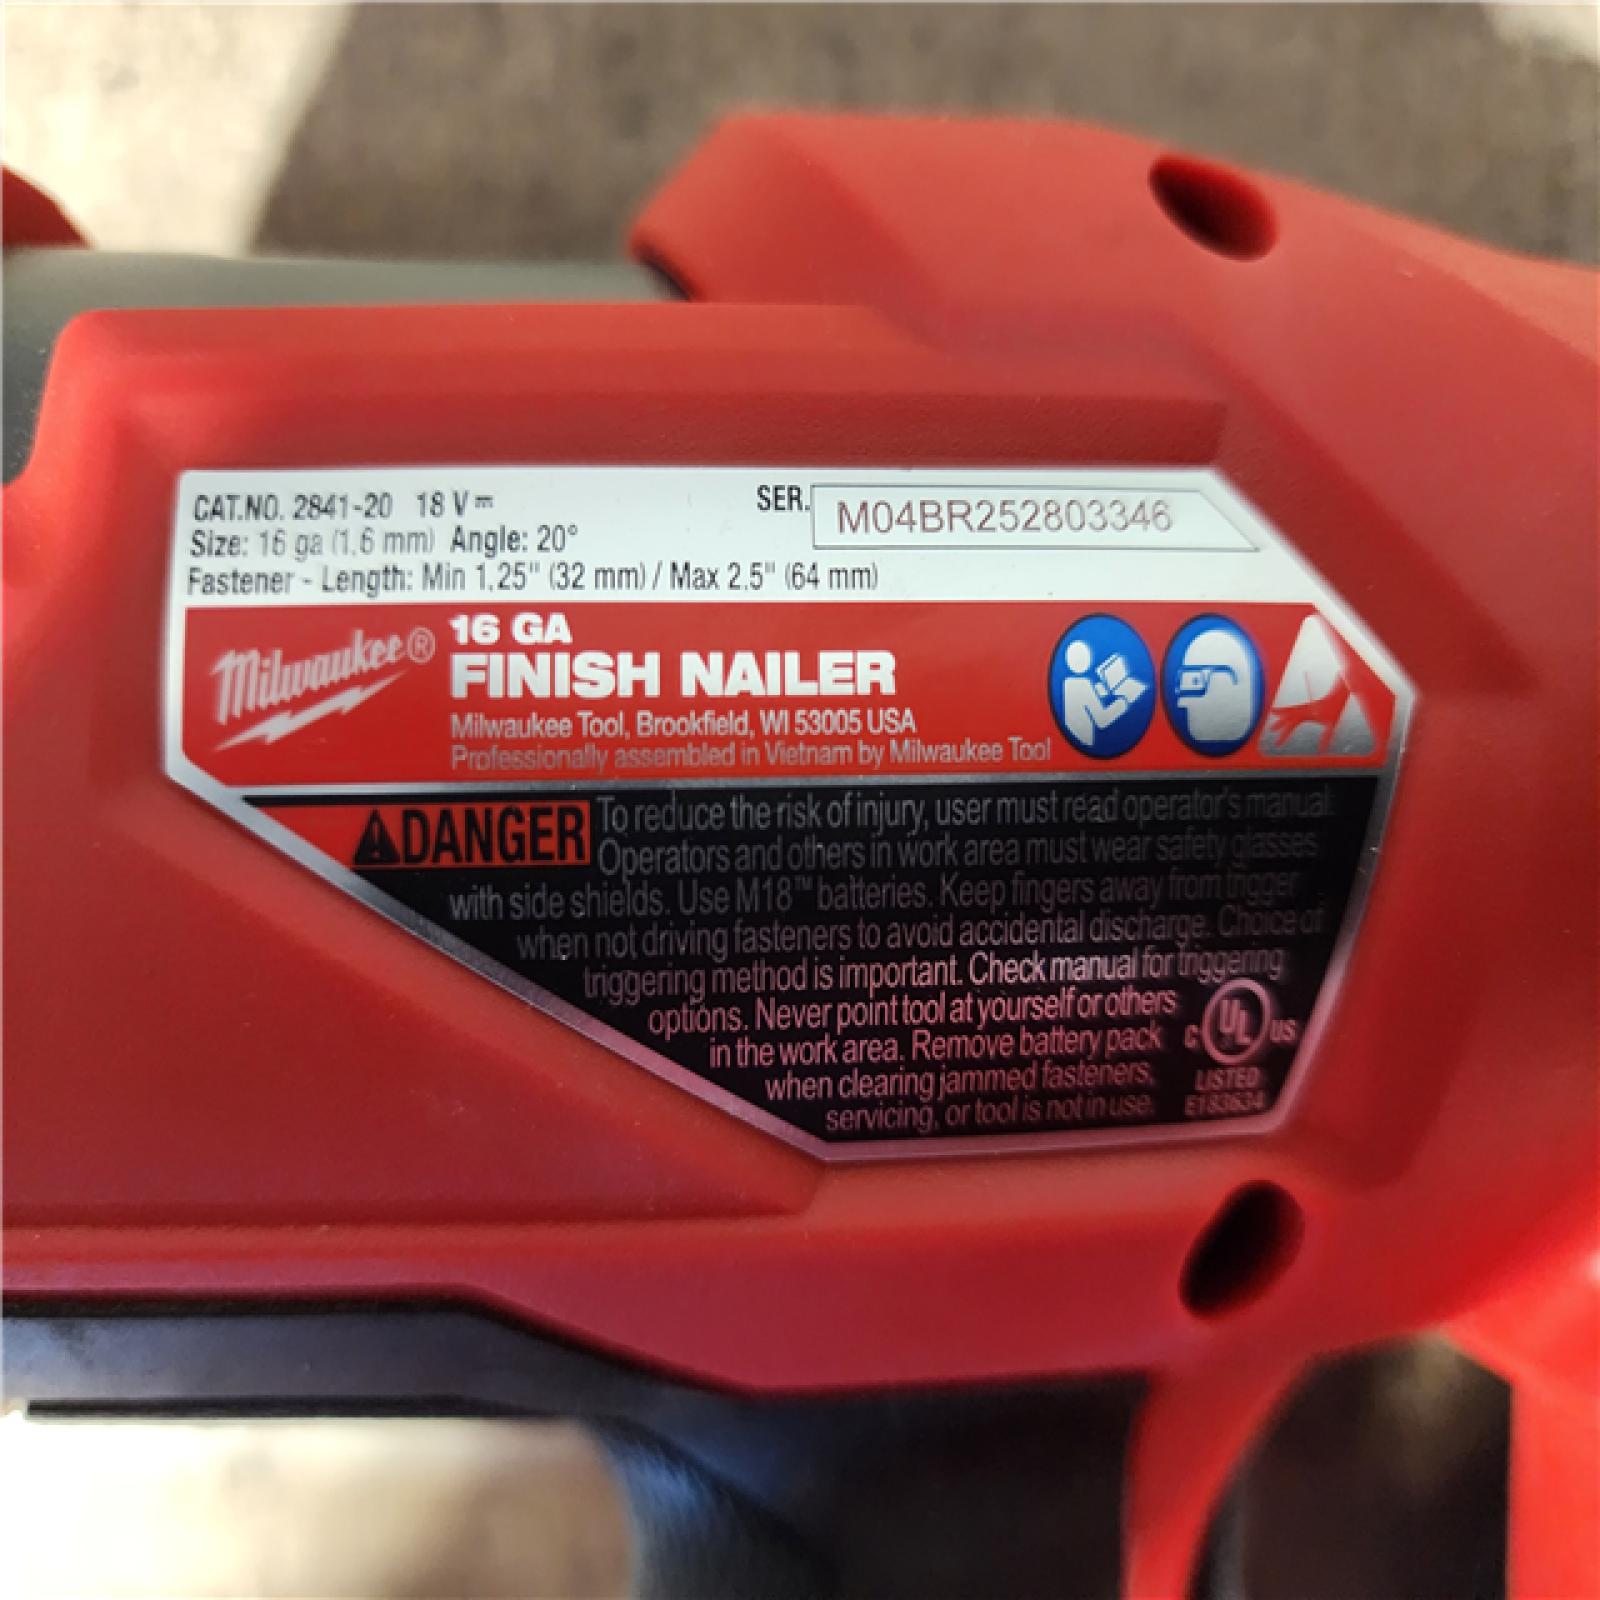 CAT.NO. 2841-20 18 V⎓ SER. M04BR252803346
Size: 16 ga (1.6 mm) Angle: 20°
Fastener - Length: Min 1.25" (32 mm) / Max 2.5" (64 mm)
Milwaukee®
16 GA
FINISH NAILER
Milwaukee Tool, Brookfield, WI 53005 USA
Professionally assembled in Vietnam by Milwaukee Tool
DANGER To reduce the risk of injury, user must read operator's manual.
Operators and others in work area must wear safety glasses
with side shields. Use M18™ batteries. Keep fingers away from trigger
when not driving fasteners to avoid accidental discharge. Choice of
triggering method is important. Check manual for triggering
options. Never point tool at yourself or others
in the work area. Remove battery pack
when clearing jammed fasteners,
servicing, or tool is not in use.
C UL US
LISTED
E183634